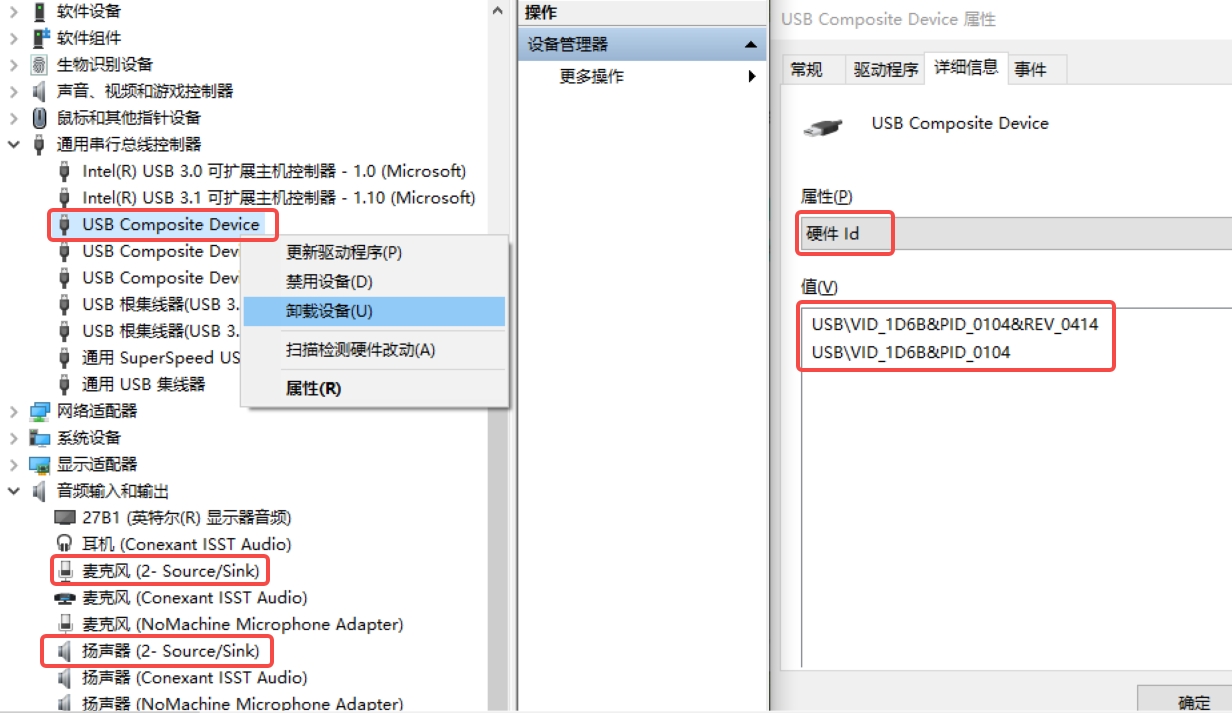 软件设备
软件组件
生物识别设备
声音、视频和游戏控制器
鼠标和其他指针设备
通用串行总线控制器
Intel(R) USB 3.0 可扩展主机控制器 - 1.0 (Microsoft)
Intel(R) USB 3.1 可扩展主机控制器 - 1.10 (Microsoft)
USB Composite Device
USB Composite Devi
USB Composite Devi
USB 根集线器(USB 3.
USB 根集线器(USB 3.
通用 SuperSpeed US
通用 USB 集线器
网络适配器
系统设备
显示适配器
音频输入和输出
27B1 (英特尔(R) 显示器音频)
耳机 (Conexant ISST Audio)
麦克风 (2- Source/Sink)
麦克风 (Conexant ISST Audio)
麦克风 (NoMachine Microphone Adapter)
扬声器 (2- Source/Sink)
扬声器 (Conexant ISST Audio)
扬声器 (NoMachine Microphone Adapter)
更新驱动程序(P)
禁用设备(D)
卸载设备(U)
扫描检测硬件改动(A)
属性(R)
操作
设备管理器
更多操作
USB Composite Device 属性
常规 驱动程序 详细信息 事件
USB Composite Device
属性(P)
硬件 Id
值(V)
USB\VID_1D6B&PID_0104&REV_0414
USB\VID_1D6B&PID_0104
确定